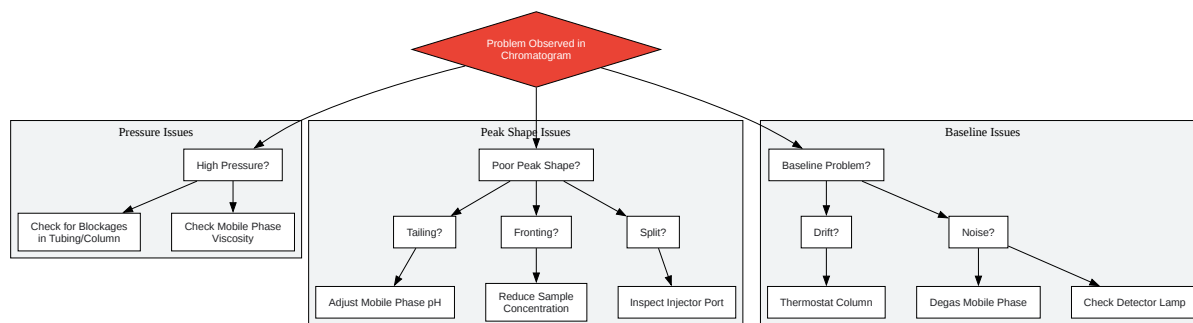 Problem Observed in
Chromatogram
Pressure Issues
Peak Shape Issues
Baseline Issues
High Pressure?
Poor Peak Shape?
Baseline Problem?
Check for Blockages
in Tubing/Column
Check Mobile Phase
Viscosity
Tailing?
Fronting?
Split?
Drift?
Noise?
Adjust Mobile Phase pH
Reduce Sample
Concentration
Inspect Injector Port
Thermostat Column
Degas Mobile Phase
Check Detector Lamp